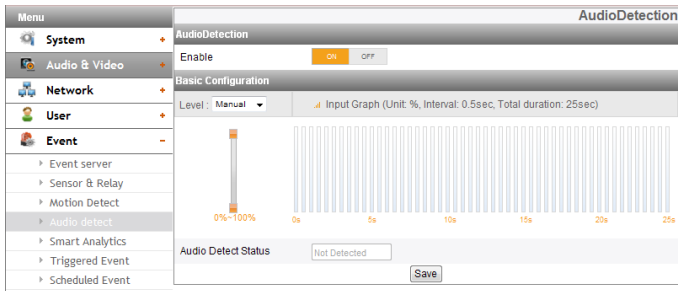 Menu
System +
Audio & Video +
Network +
User +
Event -
Event server
Sensor & Relay
Motion Detect
Audio detect
Smart Analytics
Triggered Event
Scheduled Event
AudioDetection
AudioDetection
Enable ON OFF
Basic Configuration
Level : Manual Input Graph (Unit: %, Interval: 0.5sec, Total duration: 25sec)
0%~100% 0s 5s 10s 15s 20s 25s
Audio Detect Status Not Detected
Save